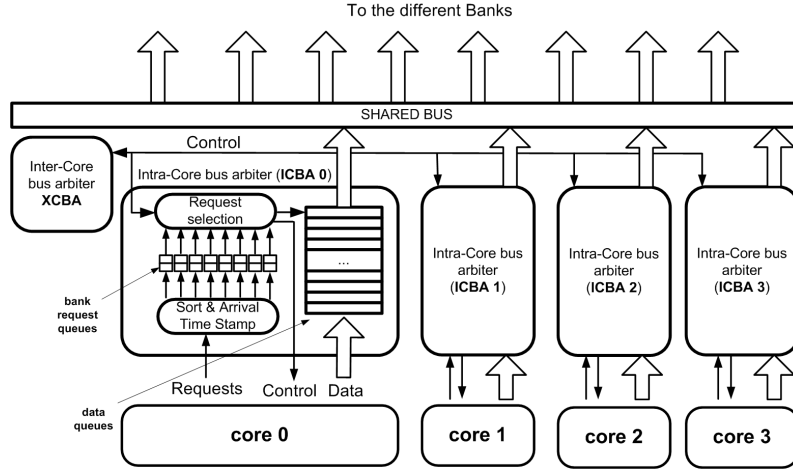 To the different Banks
SHARED BUS
Control
Inter-Core
bus arbiter
XCBA
Intra-Core bus arbiter (ICBA 0)
Request
selection
...
bank
request
queues
Sort & Arrival
Time Stamp
Intra-Core bus
arbiter
(ICBA 1)
Intra-Core bus
arbiter
(ICBA 2)
Intra-Core bus
arbiter
(ICBA 3)
Requests
Control
Data
data
queues
core 0
core 1
core 2
core 3